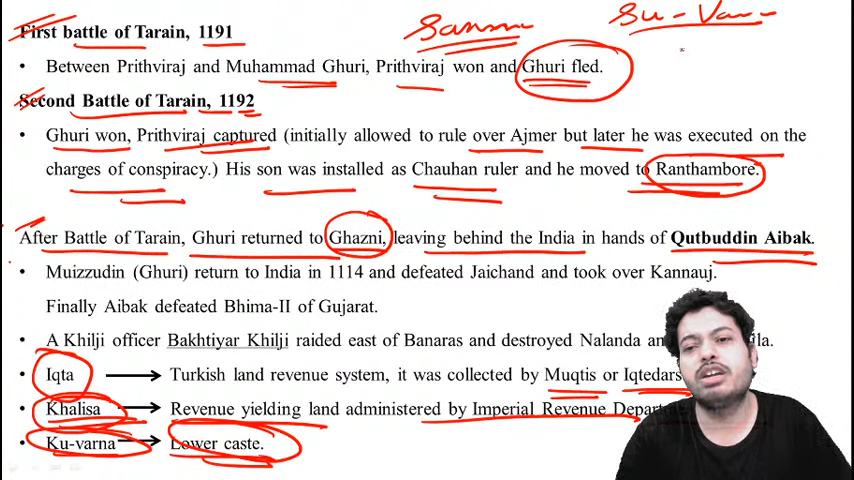 First battle of Tarain, 1191
Su-Varn
• Between Prithviraj and Muhammad Ghuri, Prithviraj won and Ghuri fled.
Second Battle of Tarain, 1192
• Ghuri won, Prithviraj captured (initially allowed to rule over Ajmer but later he was executed on the
charges of conspiracy.) His son was installed as Chauhan ruler and he moved to Ranthambore.
After Battle of Tarain, Ghuri returned to Ghazni, leaving behind the India in hands of Qutbuddin Aibak.
• Muizzudin (Ghuri) return to India in 1114 and defeated Jaichand and took over Kannauj.
Finally Aibak defeated Bhima-II of Gujarat.
• A Khilji officer Bakhtiyar Khilji raided east of Banaras and destroyed Nalanda
• Iqta → Turkish land revenue system, it was collected by Muqtis or Iqtedars
• Khalisa → Revenue yielding land administered by Imperial Revenue
• Ku-varna → Lower caste.